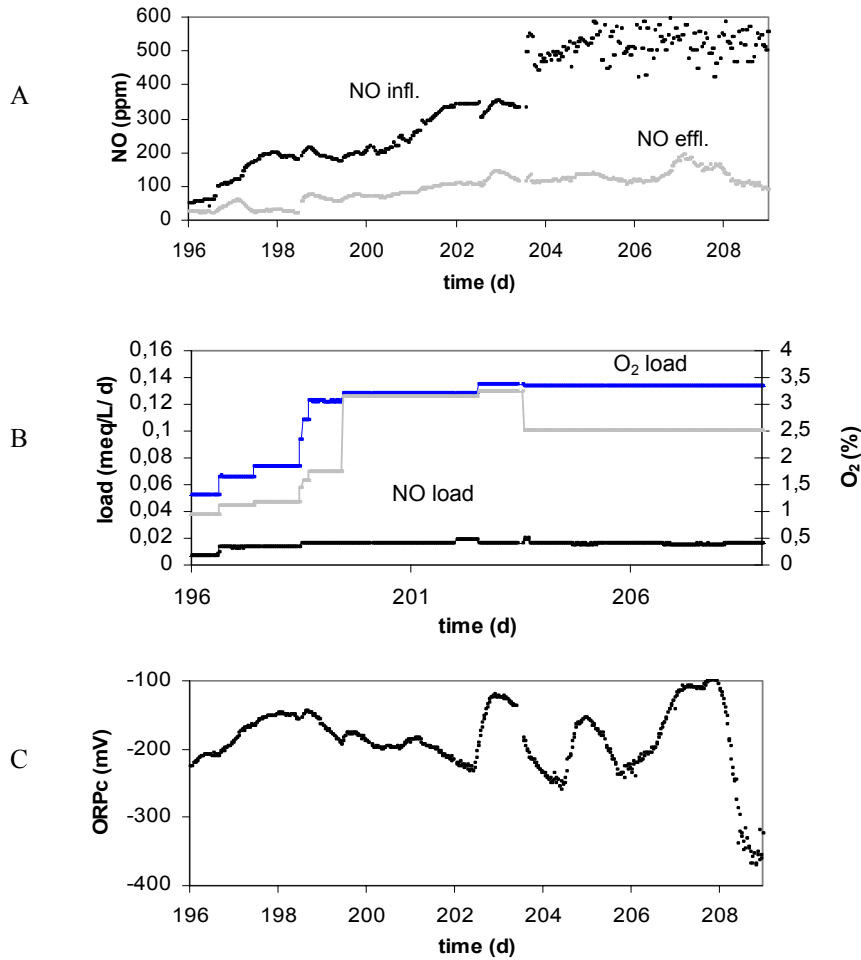 A
NO (ppm)
600
500
400
300
200
100
0
NO infl.
NO effl.
196 198 200 202 204 206 208
time (d)
B
load (meq/L/ d)
0,16
0,14
0,12
0,1
0,08
0,06
0,04
0,02
0
O₂ load
NO load
4
3,5
3
2,5
2
1,5
1
0,5
0
O₂ (%)
196 201 206
time (d)
C
ORPc (mV)
-100
-200
-300
-400
196 198 200 202 204 206 208
time (d)